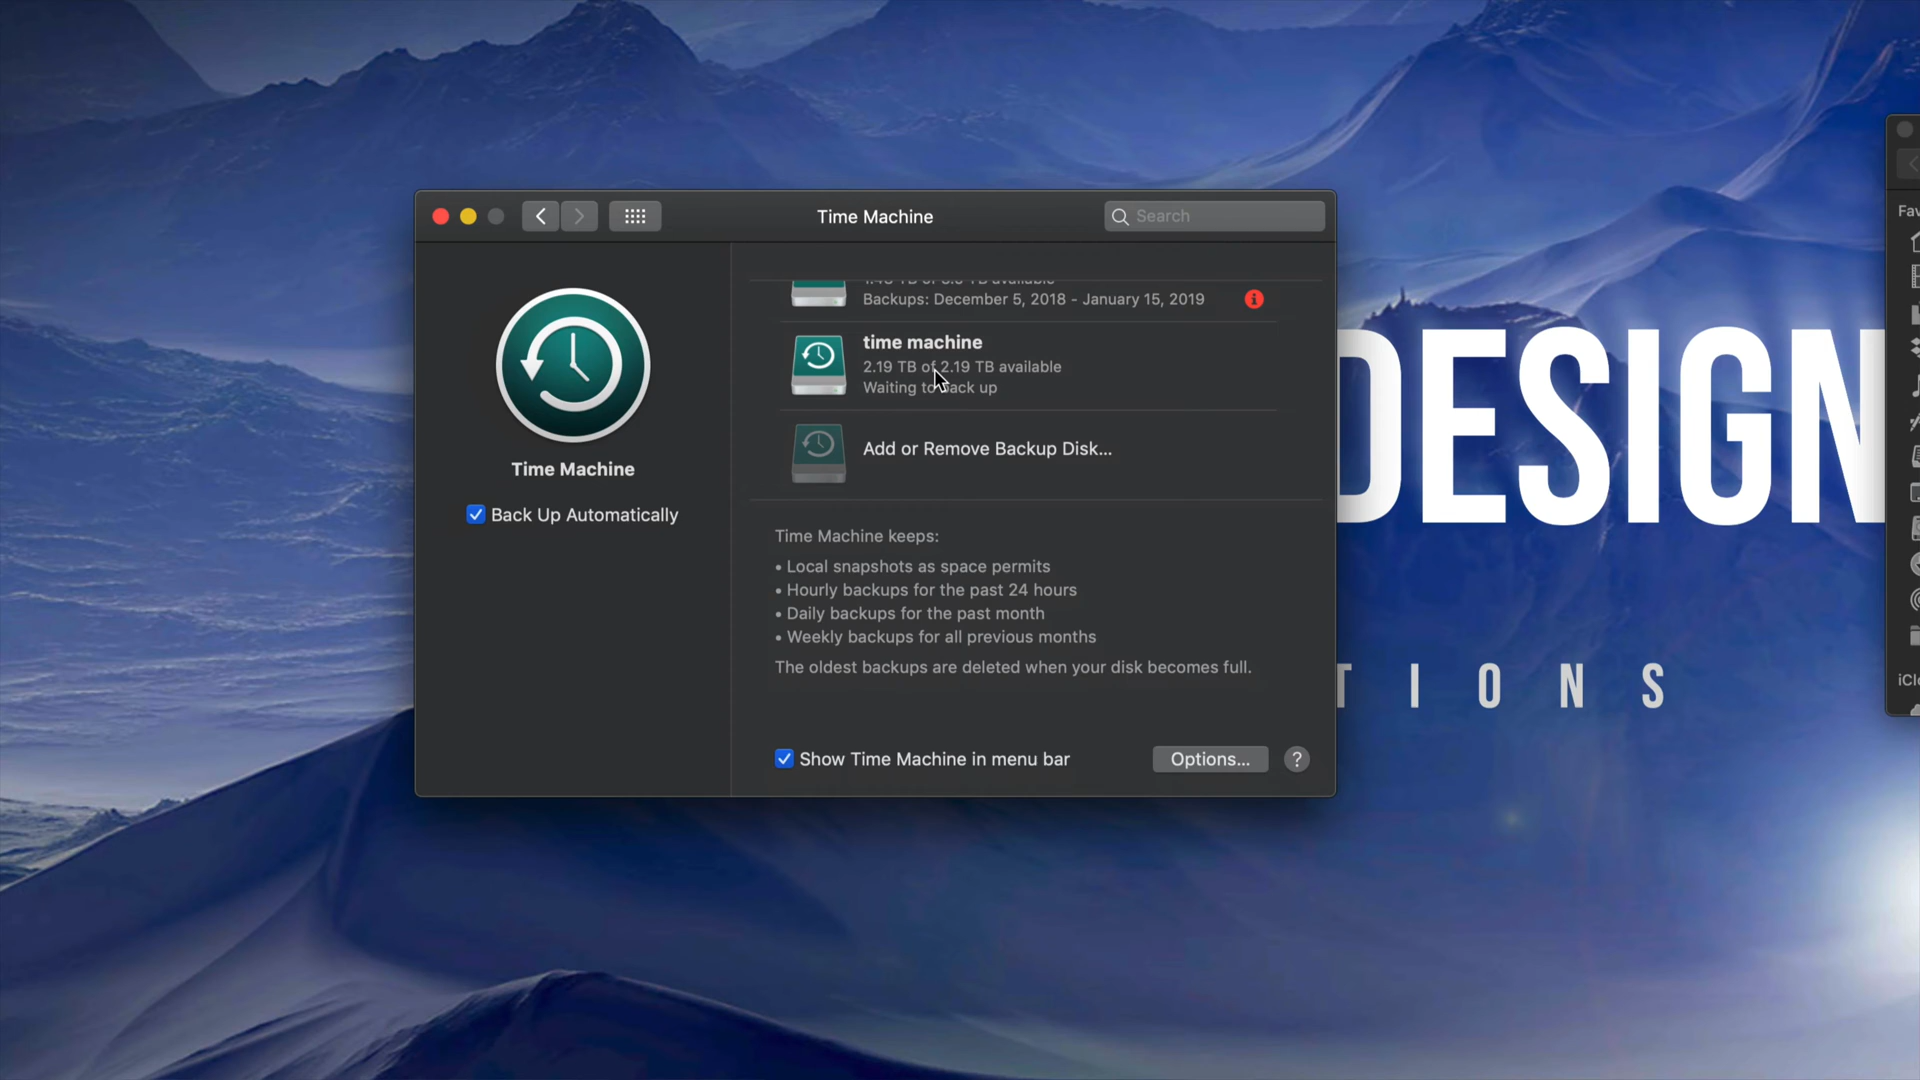 Time Machine
Search
Backups: December 5, 2018 - January 15, 2019
time machine
2.19 TB of 2.19 TB available
Waiting to back up
Add or Remove Backup Disk...
Time Machine
Back Up Automatically
Time Machine keeps:
• Local snapshots as space permits
• Hourly backups for the past 24 hours
• Daily backups for the past month
• Weekly backups for all previous months
The oldest backups are deleted when your disk becomes full.
Show Time Machine in menu bar
Options...
?
DESIGN
TIONS
Fav
iClo